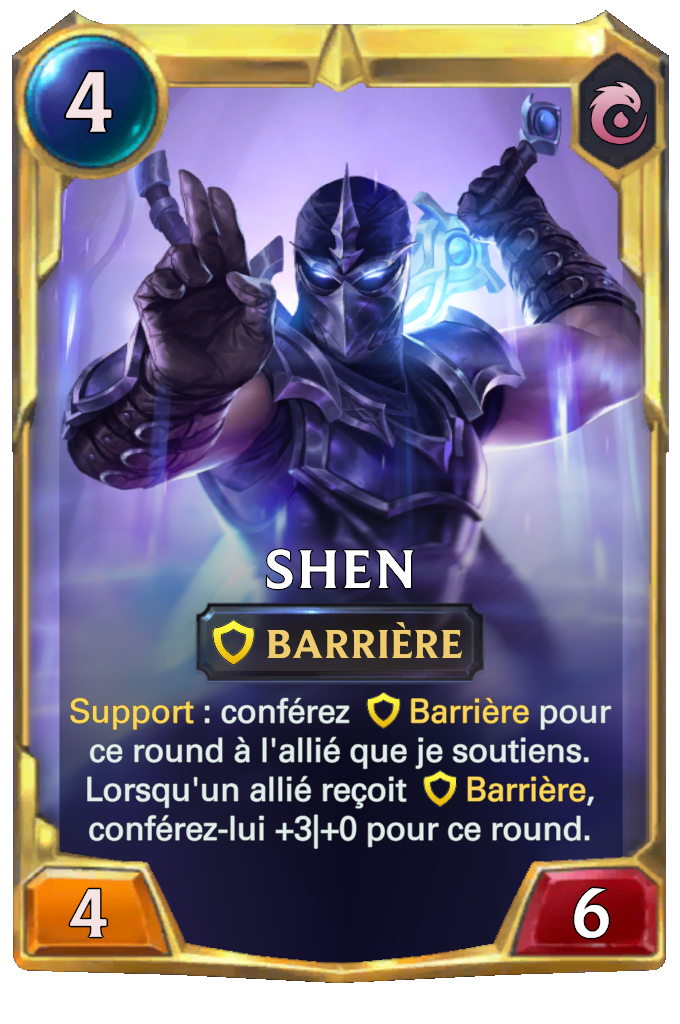 4
SHEN
BARRIÈRE
Support : conférez Barrière pour
ce round à l'allié que je soutiens.
Lorsqu'un allié reçoit Barrière,
conférez-lui +3|+0 pour ce round.
4
6